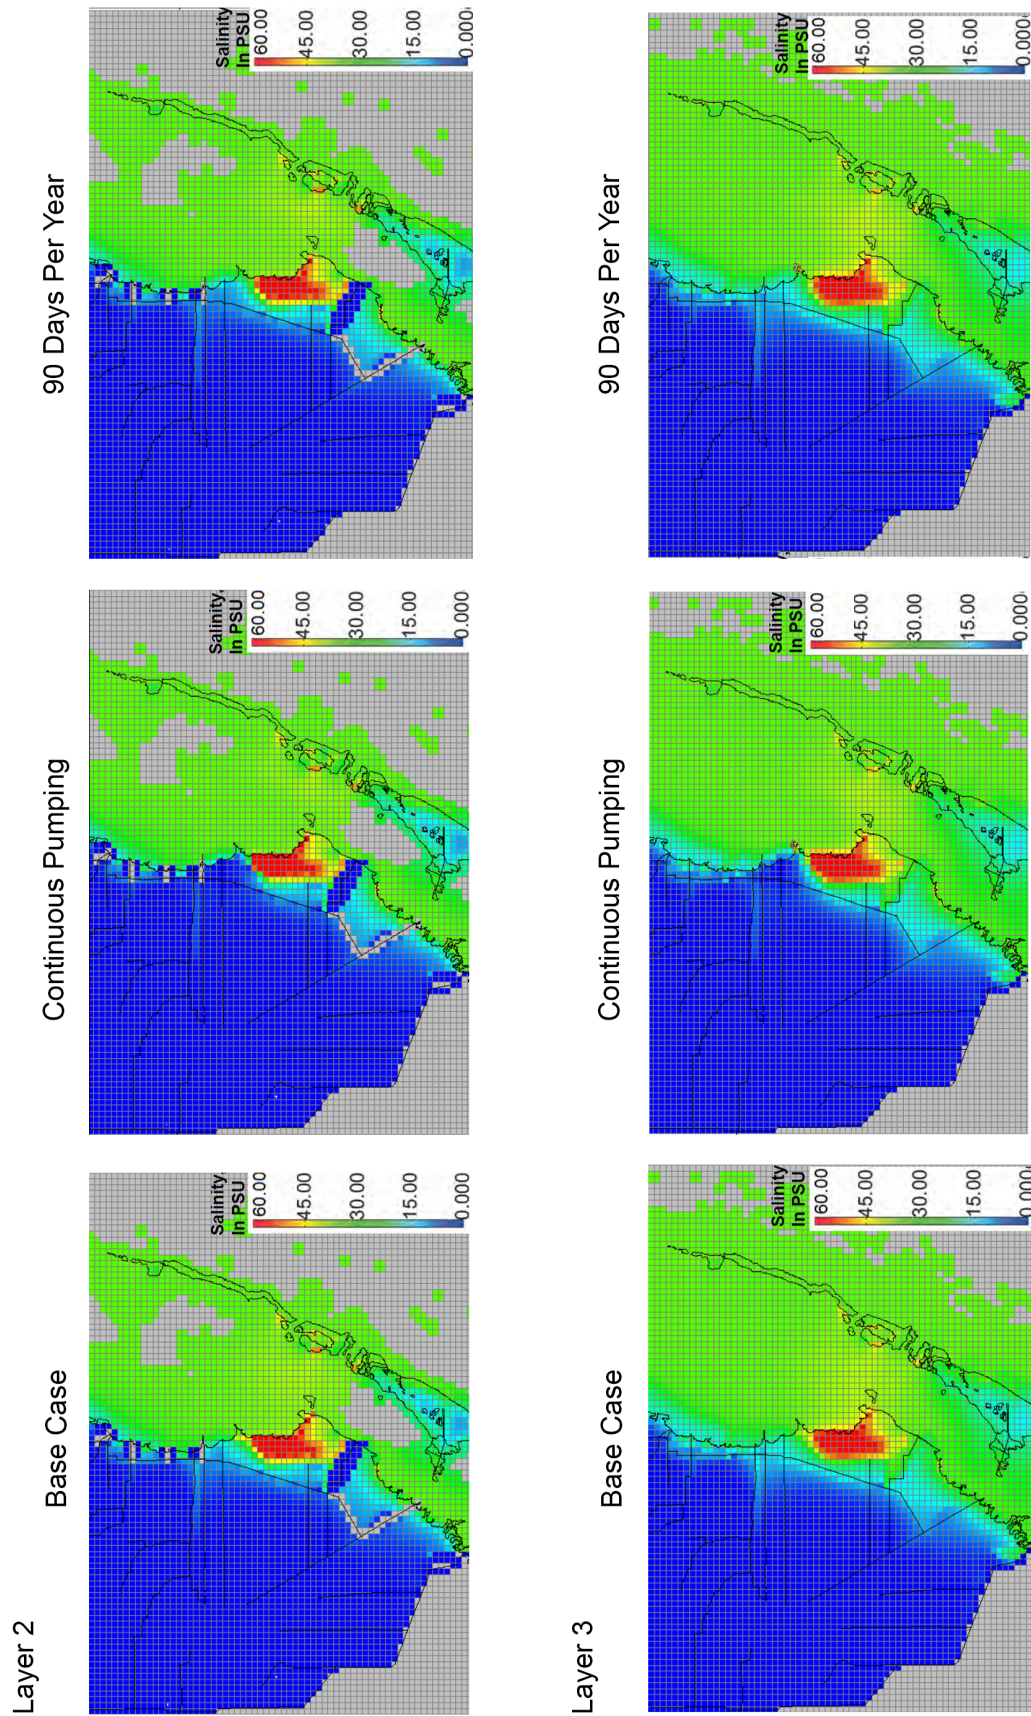 Layer 2
Base Case
Salinity,
In PSU
60.00
45.00
30.00
15.00
0.000
Continuous Pumping
Salinity,
In PSU
60.00
45.00
30.00
15.00
0.000
90 Days Per Year
Salinity
In PSU
60.00
45.00
30.00
15.00
0.000
Layer 3
Base Case
Salinity,
In PSU
60.00
45.00
30.00
15.00
0.000
Continuous Pumping
Salinity,
In PSU
60.00
45.00
30.00
15.00
0.000
90 Days Per Year
Salinity
In PSU
60.00
45.00
30.00
15.00
0.000